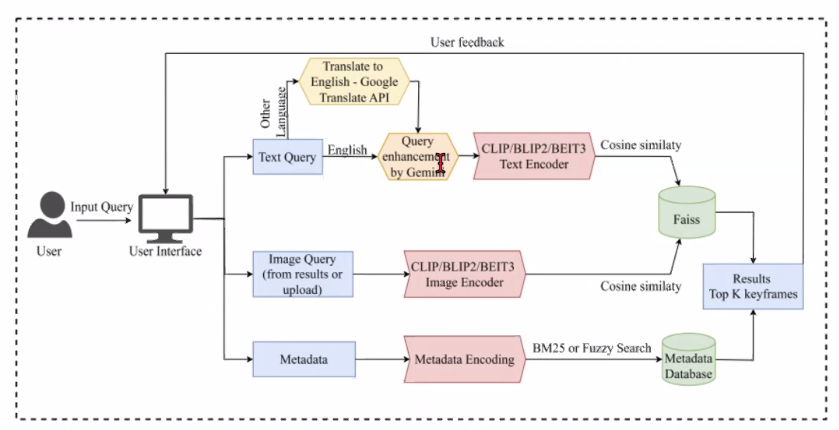 User feedback
Translate to
English - Google
Translate API
Other
Language
Text Query
English
Query
enhancement
by Gemini
CLIP/BLIP2/BEIT3
Text Encoder
Cosine similaty
Input Query
User
User Interface
Faiss
Image Query
(from results or
upload)
CLIP/BLIP2/BEIT3
Image Encoder
Cosine similaty
Results
Top K keyframes
Metadata
Metadata Encoding
BM25 or Fuzzy Search
Metadata
Database